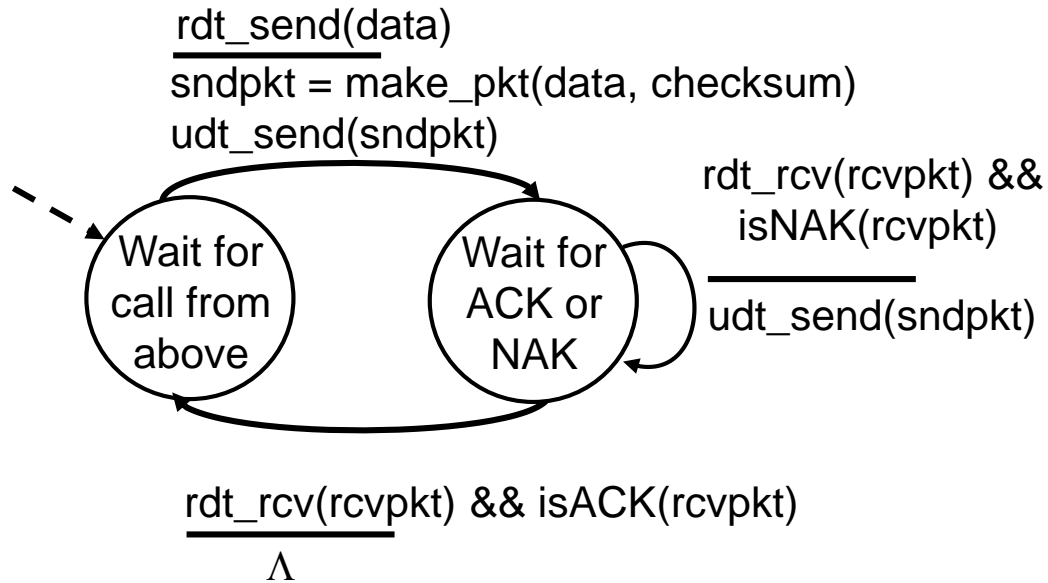 rdt_send(data)
sndpkt = make_pkt(data, checksum)
udt_send(sndpkt)
rdt_rcv(rcvpkt) &&
isNAK(rcvpkt)
udt_send(sndpkt)
Wait for
call from
above
Wait for
ACK or
NAK
rdt_rcv(rcvpkt) && isACK(rcvpkt)
Λ